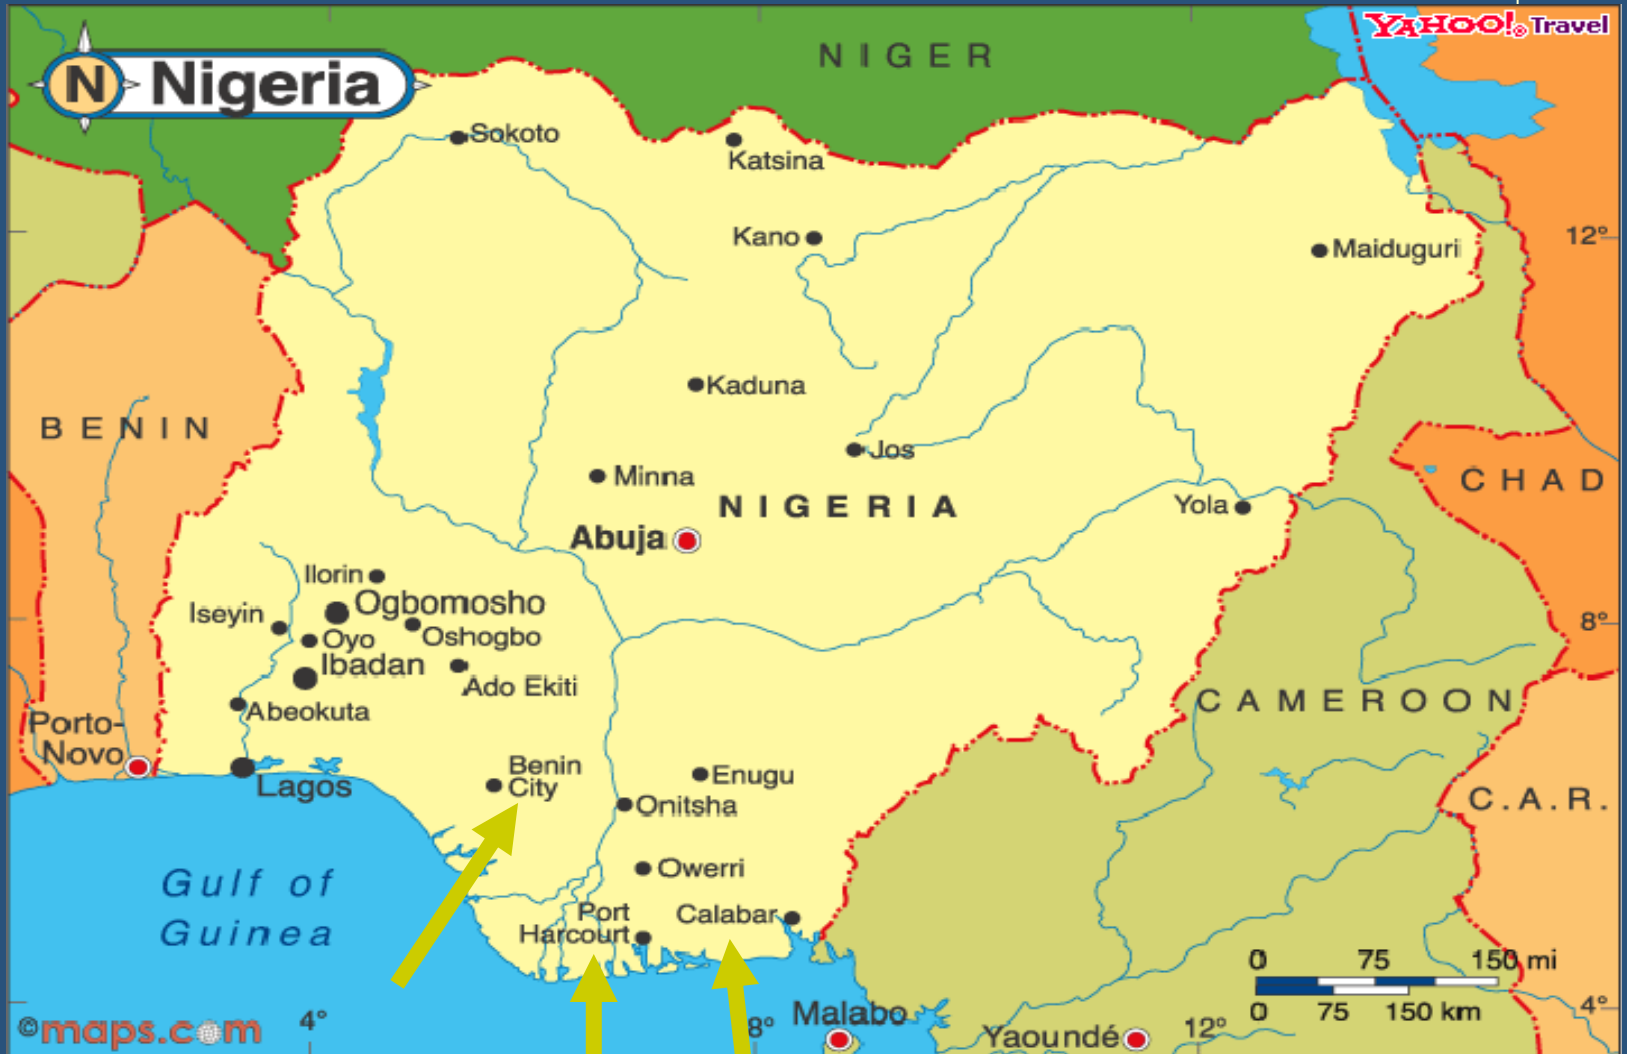 YAHOO! Travel
NIGER
N Nigeria
Sokoto
Katsina
Kano
12°
Maiduguri
Kaduna
BENIN
Jos
Minna
CHAD
NIGERIA
Yola
Abuja
Ilorin
Ogbomosho
Iseyin
8°
Oyo
Oshogbo
Ibadan
Ado Ekiti
CAMEROON
Abeokuta
Porto-
Novo
Benin
City
Enugu
Lagos
Onitsha
C.A.R.
Owerri
Gulf of
Guinea
Port
Harcourt
Calabar
0 75 150 mi
0 75 150 km
4°
Malabo
©maps.com
4°
8°
Yaoundé
12°